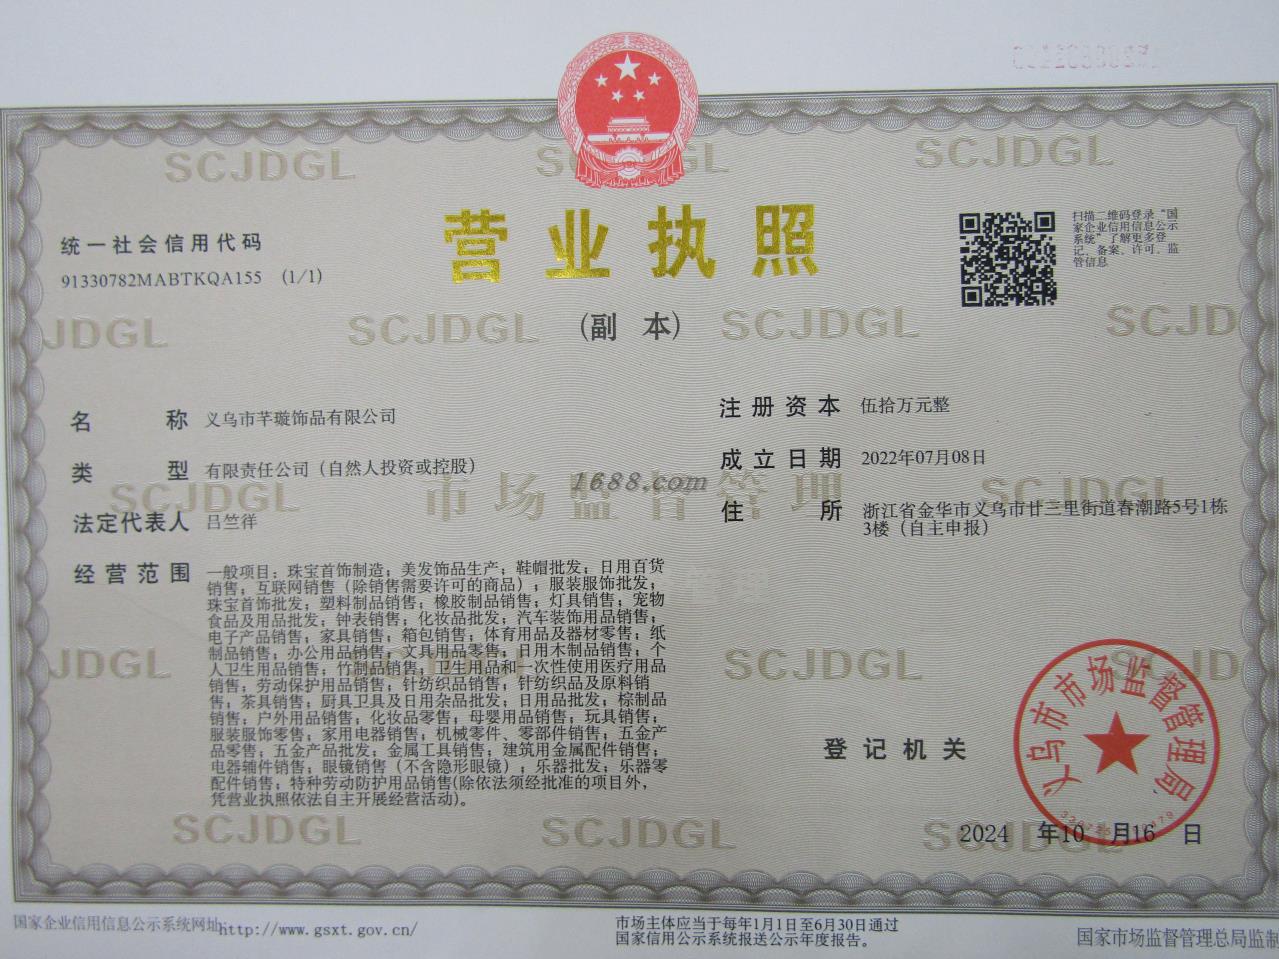 营业执照
(副 本)
统一社会信用代码
91330782MABTKQA155 (1/1)
扫描二维码登录“国
家企业信用信息公示
系统”了解更多登
记、备案、许可、监
管信息
名 称 义乌市芊璇饰品有限公司
类 型 有限责任公司（自然人投资或控股）
法定代表人 吕竺徉
经营范围 一般项目：珠宝首饰制造；美发饰品生产；鞋帽批发；日用百货
销售；互联网销售（除销售需要许可的商品）；服装服饰批发；
珠宝首饰批发；塑料制品销售；橡胶制品销售；灯具销售；宠物
食品及用品批发；钟表销售；化妆品批发；汽车装饰用品销售；
电子产品销售；家具销售；箱包销售；体育用品及器材零售；纸
制品销售；办公用品销售；文具用品零售；日用木制品销售；个
人卫生用品销售；竹制品销售；卫生用品和一次性使用医疗用品
销售；劳动保护用品销售；针纺织品销售；针纺织品及原料销
售；茶具销售；厨具卫具及日用杂品批发；日用品批发；棕制品
销售；户外用品销售；化妆品零售；母婴用品销售；玩具销售；
服装服饰零售；家用电器销售；机械零件、零部件销售；五金产
品零售；五金产品批发；金属工具销售；建筑用金属配件销售；
电器辅件销售；眼镜销售（不含隐形眼镜）；乐器批发；乐器零
配件销售；特种劳动防护用品销售(除依法须经批准的项目外，
凭营业执照依法自主开展经营活动)。
注册资本 伍拾万元整
成立日期 2022年07月08日
住 所 浙江省金华市义乌市廿三里街道春潮路5号1栋
3楼（自主申报）
1688.com
市场监督管理
SCJDGL
登记机关
义乌市市场监督管理局
2024 年10 月16 日
国家企业信用信息公示系统网址http://www.gsxt.gov.cn/
市场主体应当于每年1月1日至6月30日通过
国家信用公示系统报送公示年度报告。
国家市场监督管理总局监制